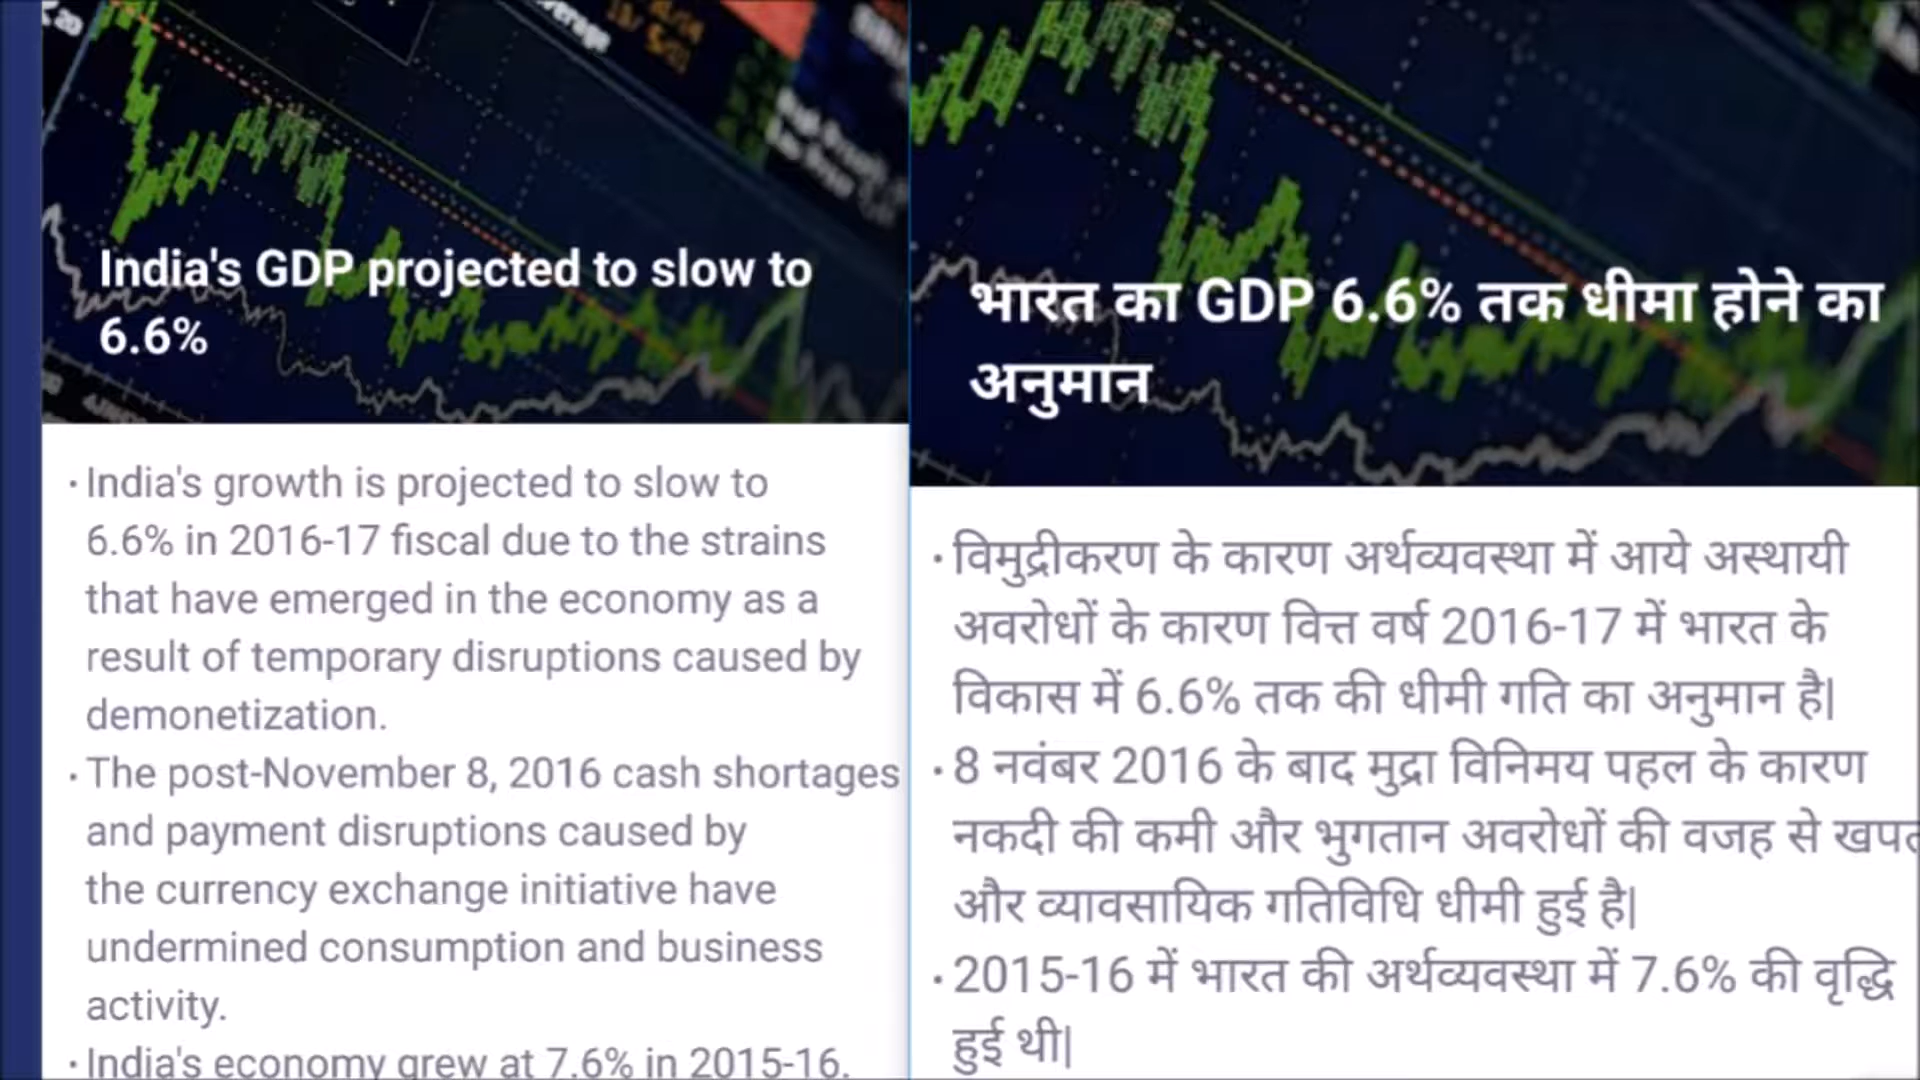 India's GDP projected to slow to
6.6%
· India's growth is projected to slow to
6.6% in 2016-17 fiscal due to the strains
that have emerged in the economy as a
result of temporary disruptions caused by
demonetization.
· The post-November 8, 2016 cash shortages
and payment disruptions caused by
the currency exchange initiative have
undermined consumption and business
activity.
· India's economy grew at 7.6% in 2015-16.
भारत का GDP 6.6% तक धीमा होने का
अनुमान
· विमुद्रीकरण के कारण अर्थव्यवस्था में आये अस्थायी
अवरोधों के कारण वित्त वर्ष 2016-17 में भारत के
विकास में 6.6% तक की धीमी गति का अनुमान है|
· 8 नवंबर 2016 के बाद मुद्रा विनिमय पहल के कारण
नकदी की कमी और भुगतान अवरोधों की वजह से खपत
और व्यावसायिक गतिविधि धीमी हुई है|
· 2015-16 में भारत की अर्थव्यवस्था में 7.6% की वृद्धि
हुई थी|